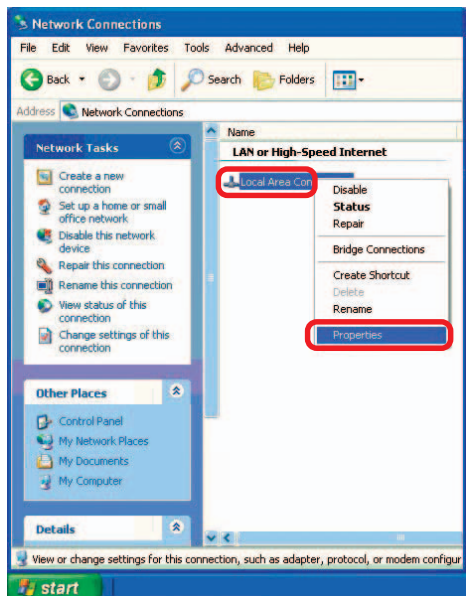 Network Connections
File Edit View Favorites Tools Advanced Help
Back Search Folders
Address Network Connections
Network Tasks
Create a new
connection
Set up a home or small
office network
Disable this network
device
Repair this connection
Rename this connection
View status of this
connection
Change settings of this
connection
Other Places
Control Panel
My Network Places
My Documents
My Computer
Details
Name
LAN or High-Speed Internet
Local Area Con
Disable
Status
Repair
Bridge Connections
Create Shortcut
Delete
Rename
Properties
View or change settings for this connection, such as adapter, protocol, or modem configur
start